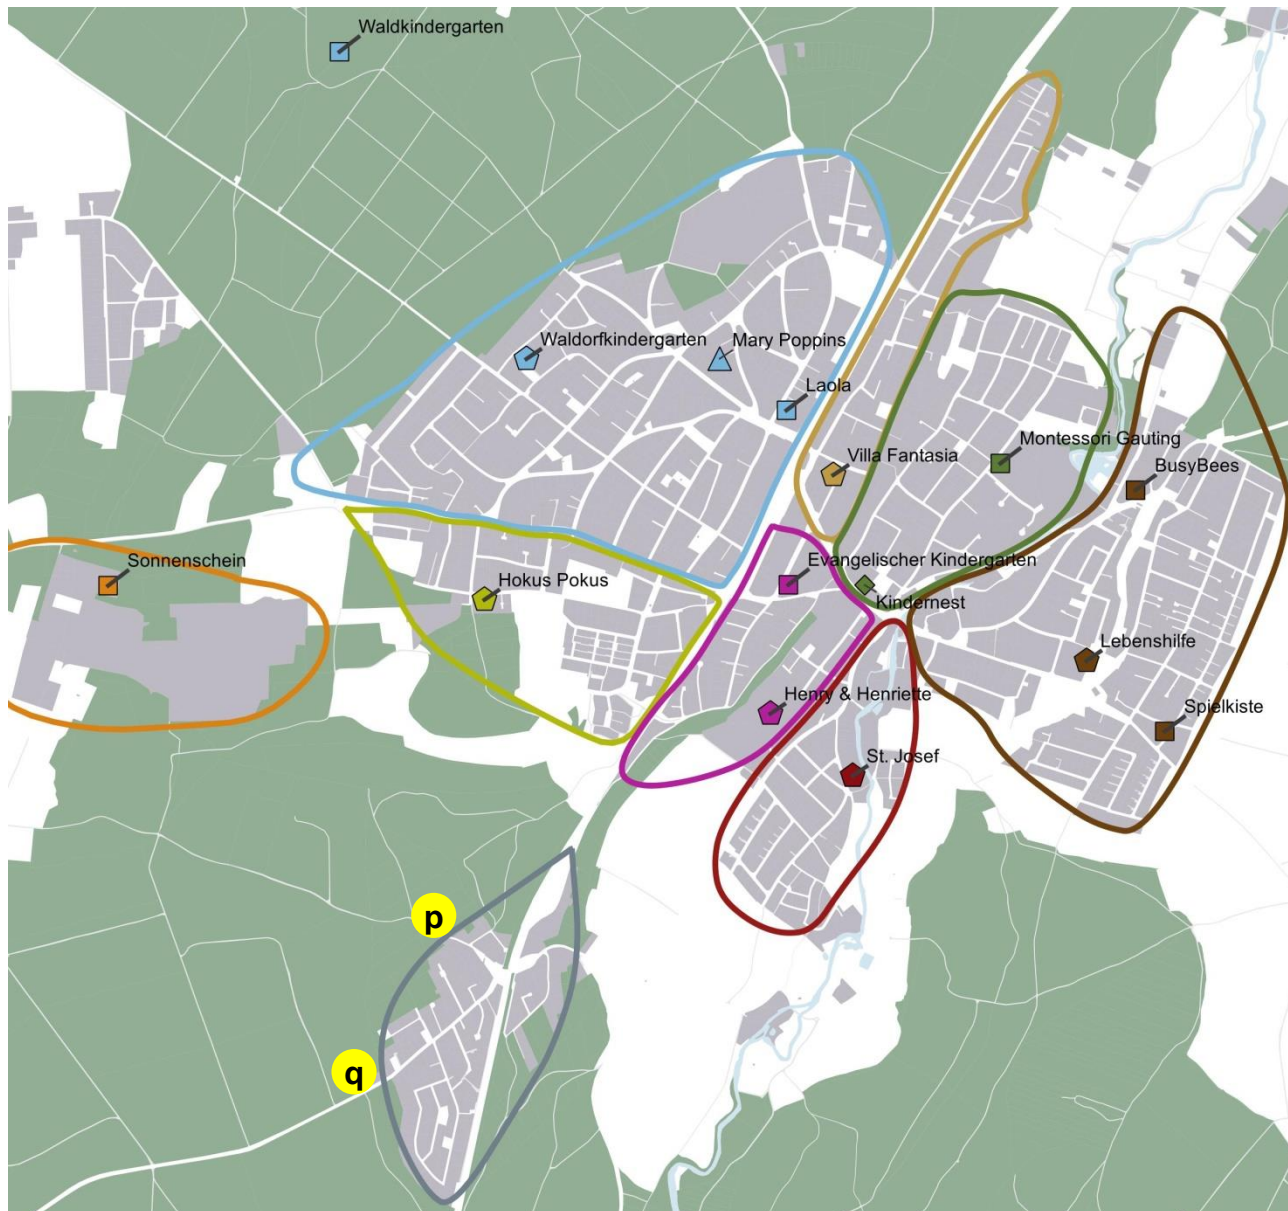 Waldkindergarten
Waldorfkindergarten
Mary Poppins
Laola
Montessori Gauting
Villa Fantasia
BusyBees
Sonnenschein
Evangelischer Kindergarten
Hokus Pokus
Kindernest
Lebenshilfe
Henry & Henriette
Spielkiste
St. Josef
p
q